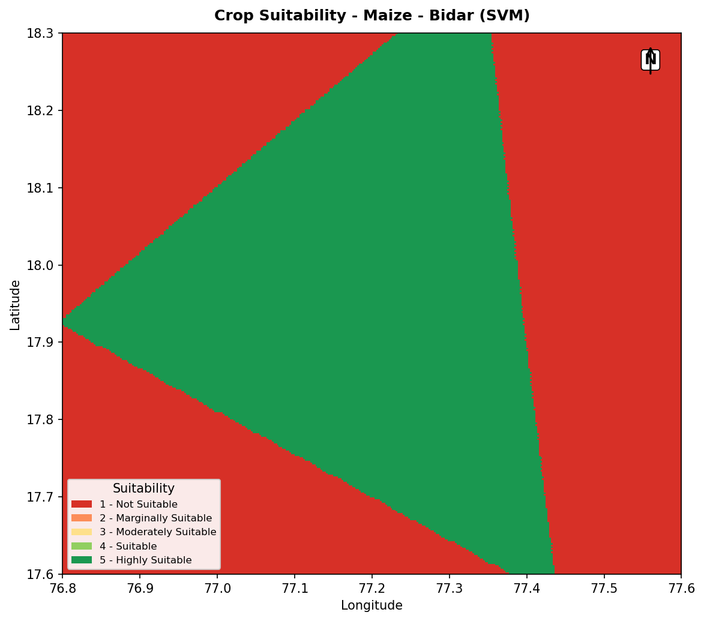 Crop Suitability - Maize - Bidar (SVM)
18.3
18.2
18.1
18.0
17.9
17.8
17.7
17.6
Latitude
N
Suitability
1 - Not Suitable
2 - Marginally Suitable
3 - Moderately Suitable
4 - Suitable
5 - Highly Suitable
76.8 76.9 77.0 77.1 77.2 77.3 77.4 77.5 77.6
Longitude